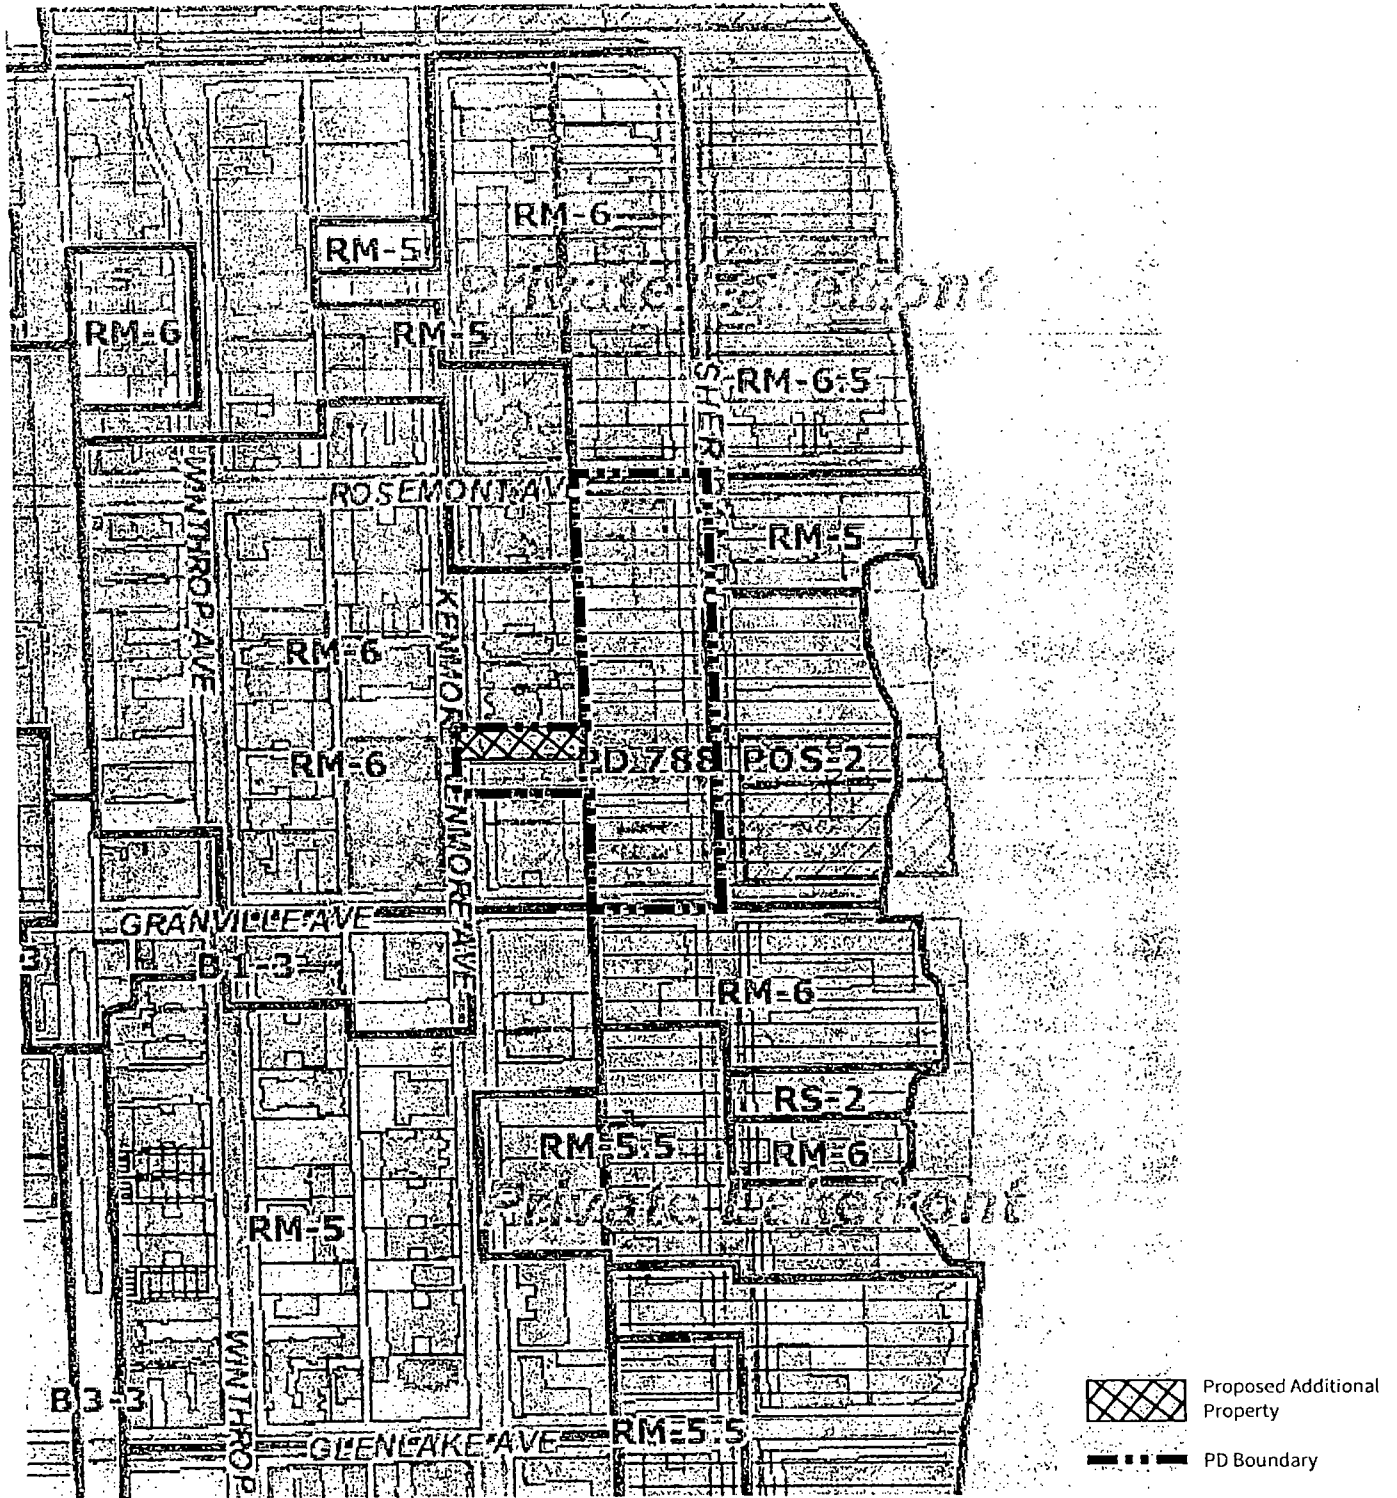 RM-6
RM-5
Private Lakefront
RM-6
RM-5
RM-6.5
SHER
ROSEMONT AV
RM-5
WINTHROP AVE
KENMOR
RM-6
RM-6
PD 788
POS-2
ENMORE AVE
GRANVILLE AVE
B1-3
RM-6
RS-2
RM-5.5
RM-6
Private Lakefront
RM-5
WINTHROP
B3-3
RM-5.5
GLENLAKE AVE
Proposed Additional
Property
PD Boundary